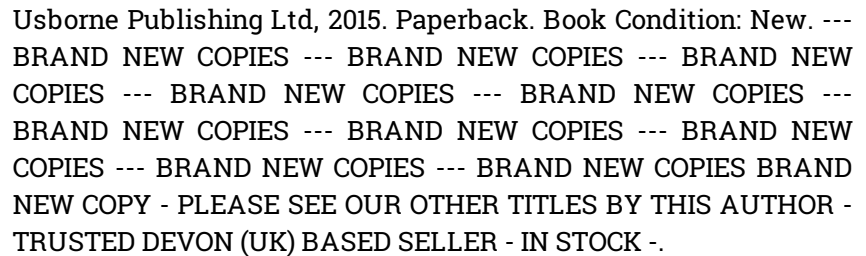 Usborne Publishing Ltd, 2015. Paperback. Book Condition: New. ---
BRAND NEW COPIES --- BRAND NEW COPIES --- BRAND NEW
COPIES --- BRAND NEW COPIES --- BRAND NEW COPIES ---
BRAND NEW COPIES --- BRAND NEW COPIES --- BRAND NEW
COPIES --- BRAND NEW COPIES --- BRAND NEW COPIES BRAND
NEW COPY - PLEASE SEE OUR OTHER TITLES BY THIS AUTHOR -
TRUSTED DEVON (UK) BASED SELLER - IN STOCK -.